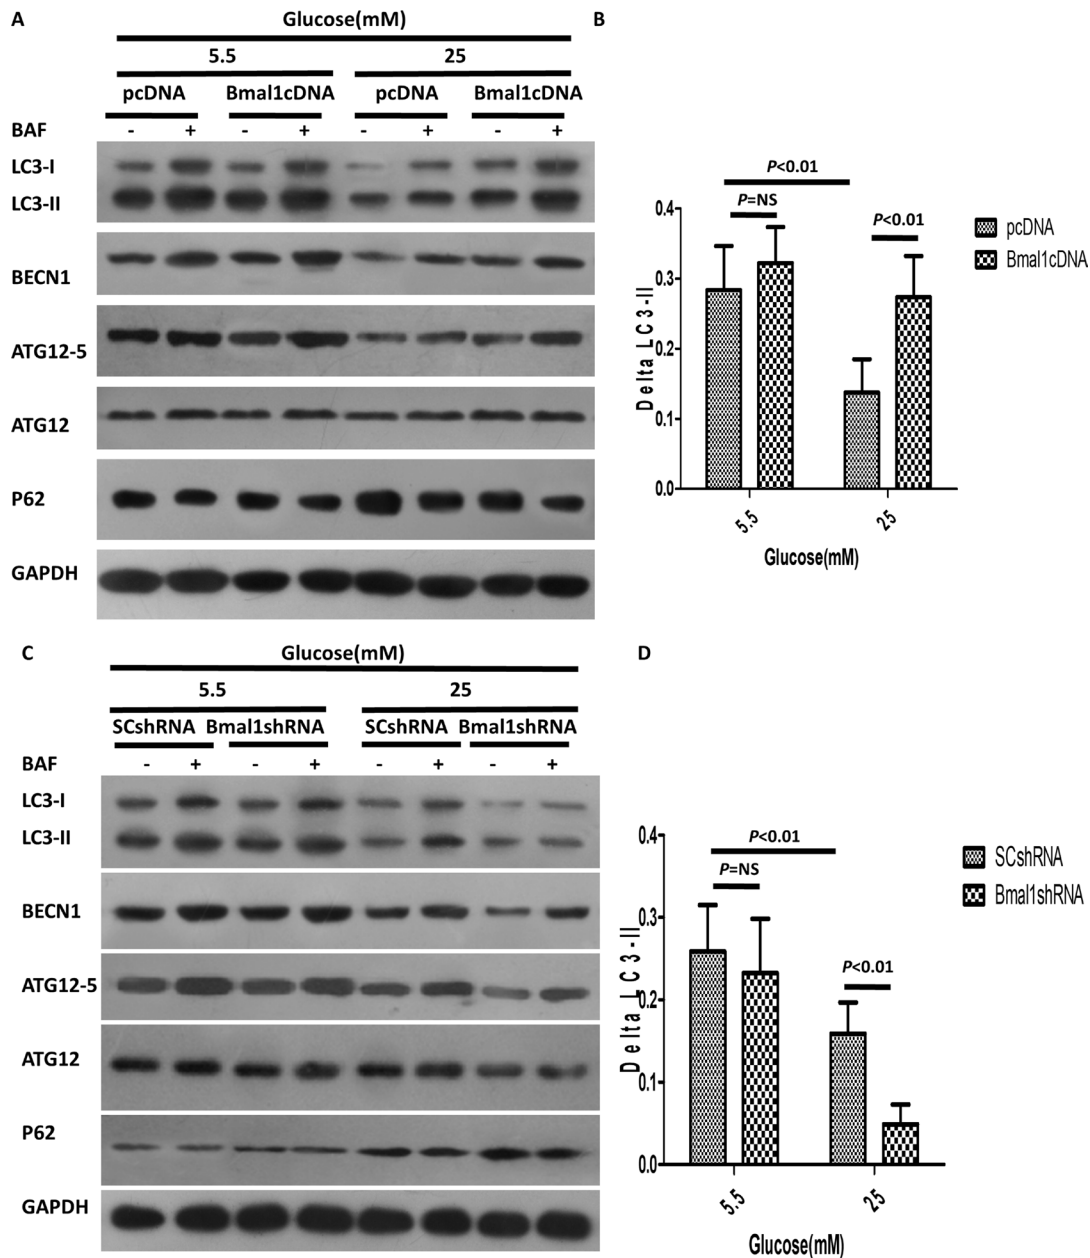 A
Glucose(mM)
5.5 25
pcDNA Bmal1cDNA pcDNA Bmal1cDNA
BAF - + - + - + - +
LC3-I
LC3-II
BECN1
ATG12-5
ATG12
P62
GAPDH
B
P<0.01
P=NS
P<0.01
pcDNA
Bmal1cDNA
Delta LC3-II
0.4
0.3
0.2
0.1
0.0
5.5 25
Glucose(mM)
C
Glucose(mM)
5.5 25
SCshRNA Bmal1shRNA SCshRNA Bmal1shRNA
BAF - + - + - + - +
LC3-I
LC3-II
BECN1
ATG12-5
ATG12
P62
GAPDH
D
P<0.01
P=NS
P<0.01
SCshRNA
Bmal1shRNA
Delta LC3-II
0.4
0.3
0.2
0.1
0.0
5.5 25
Glucose(mM)